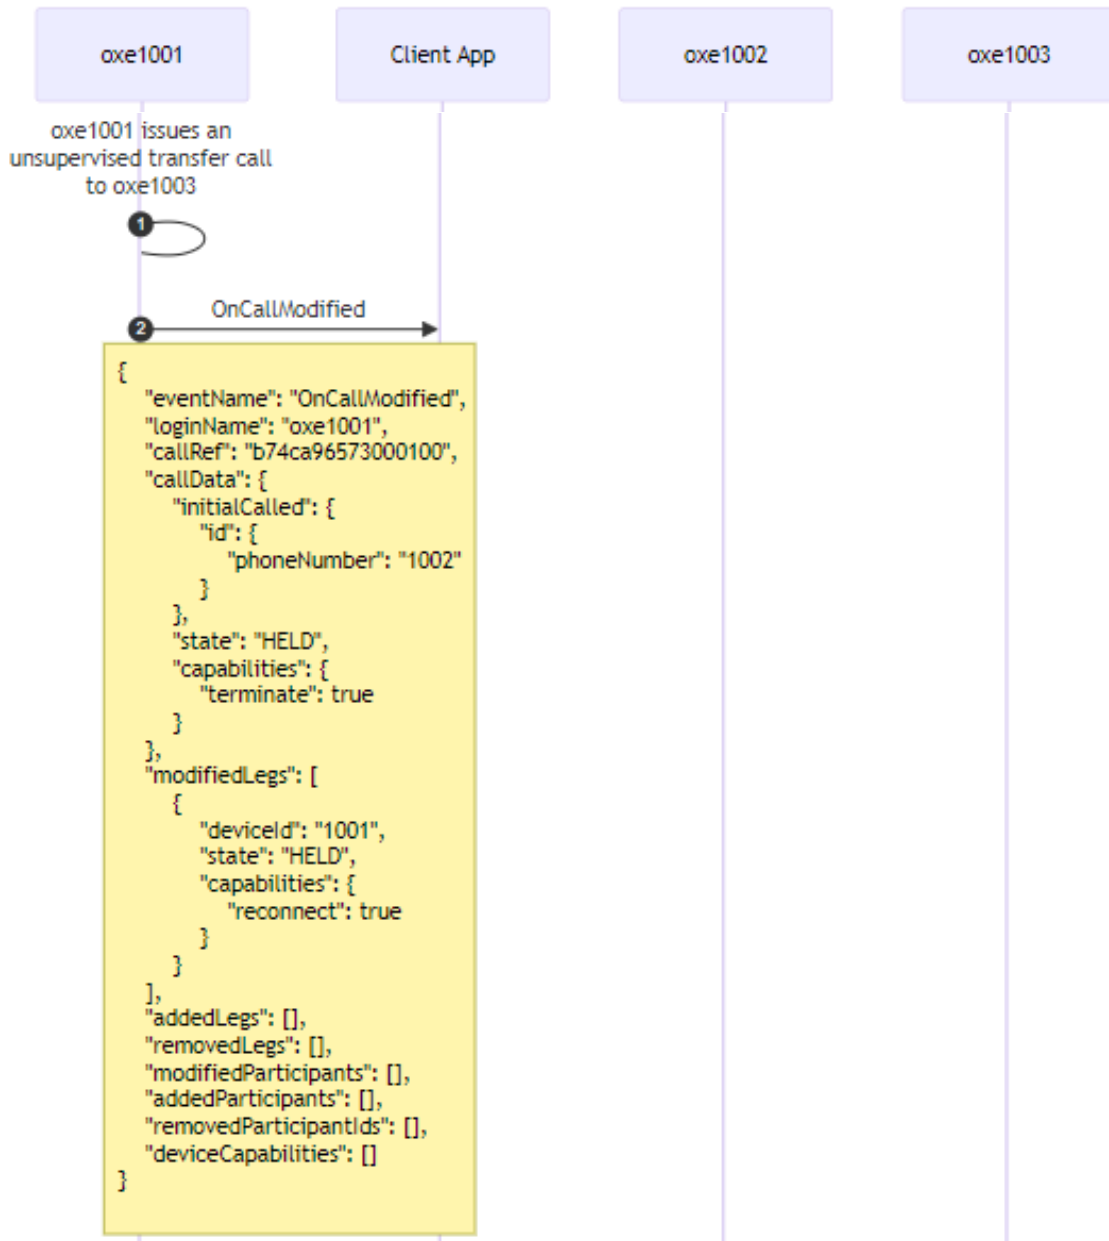 oxe1001
Client App
oxe1002
oxe1003
oxe1001 issues an
unsupervised transfer call
to oxe1003
1
OnCallModified
2
{
"eventName": "OnCallModified",
"loginName": "oxe1001",
"callRef": "b74ca96573000100",
"callData": {
"initialCalled": {
"id": {
"phoneNumber": "1002"
}
},
"state": "HELD",
"capabilities": {
"terminate": true
}
},
"modifiedLegs": [
{
"deviceId": "1001",
"state": "HELD",
"capabilities": {
"reconnect": true
}
}
],
"addedLegs": [],
"removedLegs": [],
"modifiedParticipants": [],
"addedParticipants": [],
"removedParticipantIds": [],
"deviceCapabilities": []
}